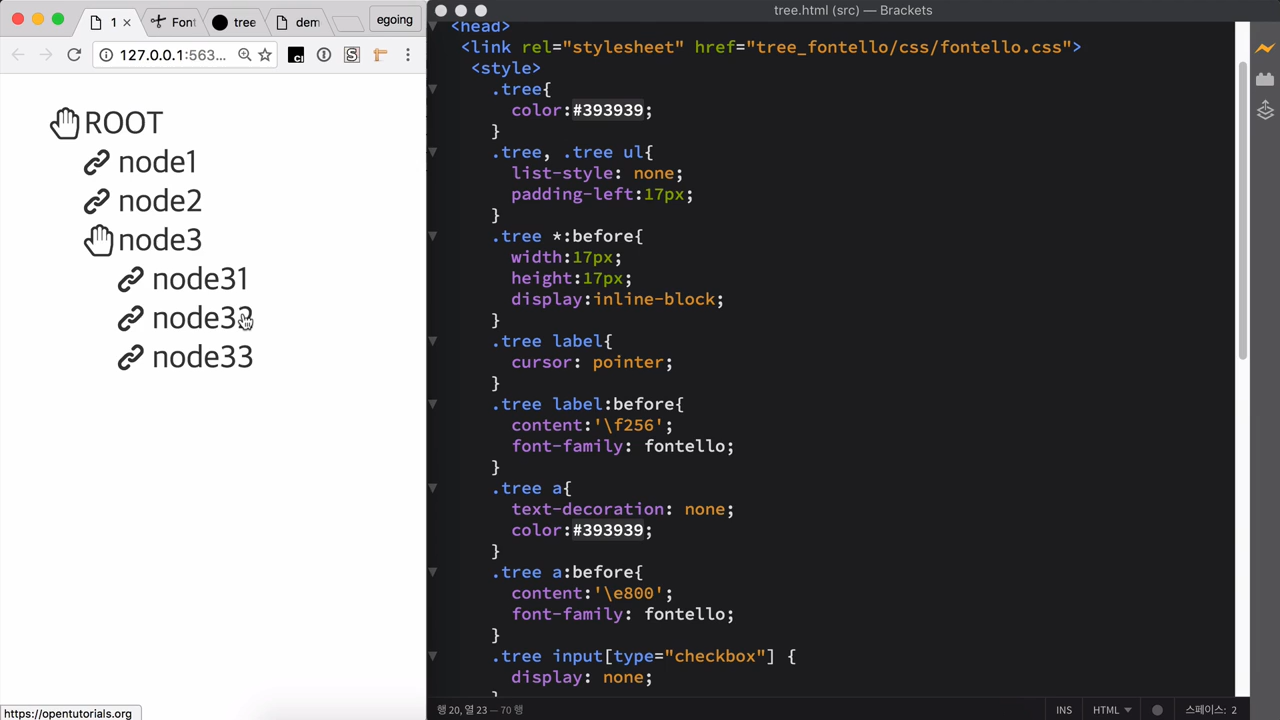 1
Font
tree
dem
egoing
127.0.0.1:563...
ROOT
node1
node2
node3
node31
node32
node33
https://opentutorials.org
tree.html (src) — Brackets
<head>
<link rel="stylesheet" href="tree_fontello/css/fontello.css">
<style>
.tree{
color:#393939;
}
.tree, .tree ul{
list-style: none;
padding-left:17px;
}
.tree *:before{
width:17px;
height:17px;
display:inline-block;
}
.tree label{
cursor: pointer;
}
.tree label:before{
content:'\f256';
font-family: fontello;
}
.tree a{
text-decoration: none;
color:#393939;
}
.tree a:before{
content:'\e800';
font-family: fontello;
}
.tree input[type="checkbox"] {
display: none;
행 20, 열 23 — 70 행
INS
HTML
스페이스: 2